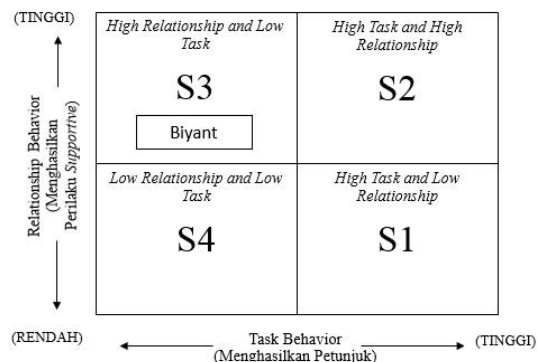 (TINGGI)
High Relationship and Low
Task
S3
Biyant
High Task and High
Relationship
S2
Relationship Behavior
(Menghasilkan
Perilaku Supportive)
Low Relationship and Low
Task
S4
High Task and Low
Relationship
S1
(RENDAH)
Task Behavior
(Menghasilkan Petunjuk)
(TINGGI)